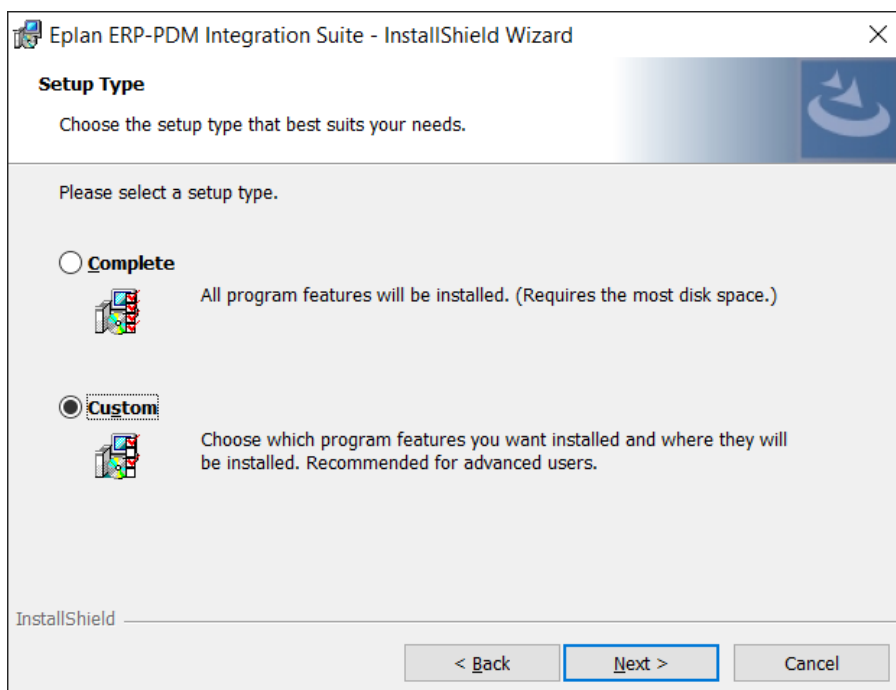 Eplan ERP-PDM Integration Suite - InstallShield Wizard
Setup Type
Choose the setup type that best suits your needs.
Please select a setup type.
Complete
All program features will be installed. (Requires the most disk space.)
Custom
Choose which program features you want installed and where they will
be installed. Recommended for advanced users.
InstallShield
< Back
Next >
Cancel